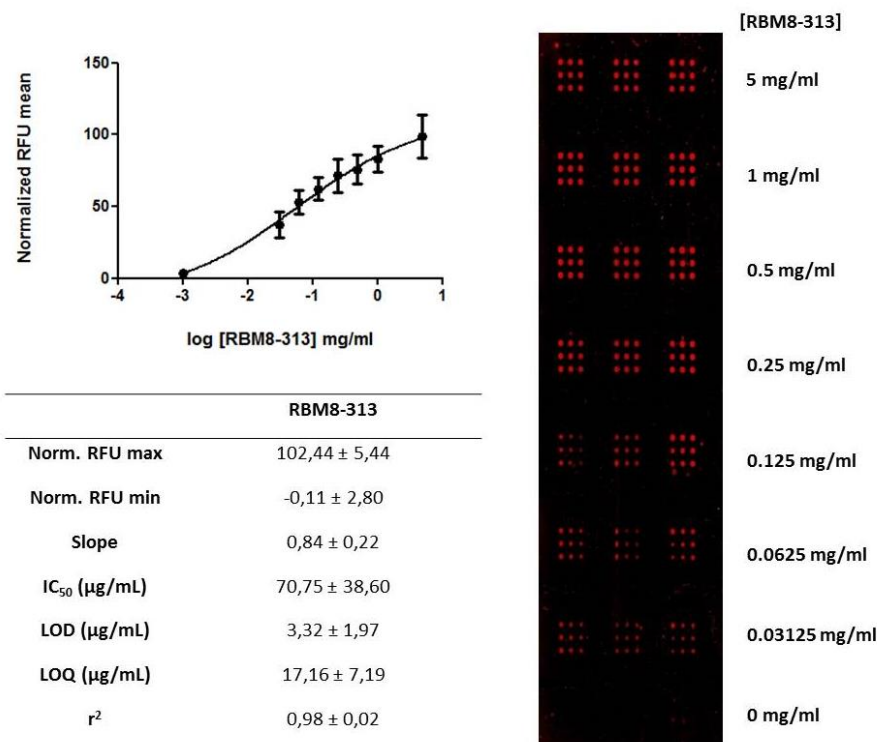 150
100
50
0
-4
-3
-2
-1
0
1
Normalized RFU mean
log [RBM8-313] mg/ml
RBM8-313
Norm. RFU max 102,44 ± 5,44
Norm. RFU min -0,11 ± 2,80
Slope 0,84 ± 0,22
IC50 (µg/mL) 70,75 ± 38,60
LOD (µg/mL) 3,32 ± 1,97
LOQ (µg/mL) 17,16 ± 7,19
r² 0,98 ± 0,02
[RBM8-313]
5 mg/ml
1 mg/ml
0.5 mg/ml
0.25 mg/ml
0.125 mg/ml
0.0625 mg/ml
0.03125 mg/ml
0 mg/ml